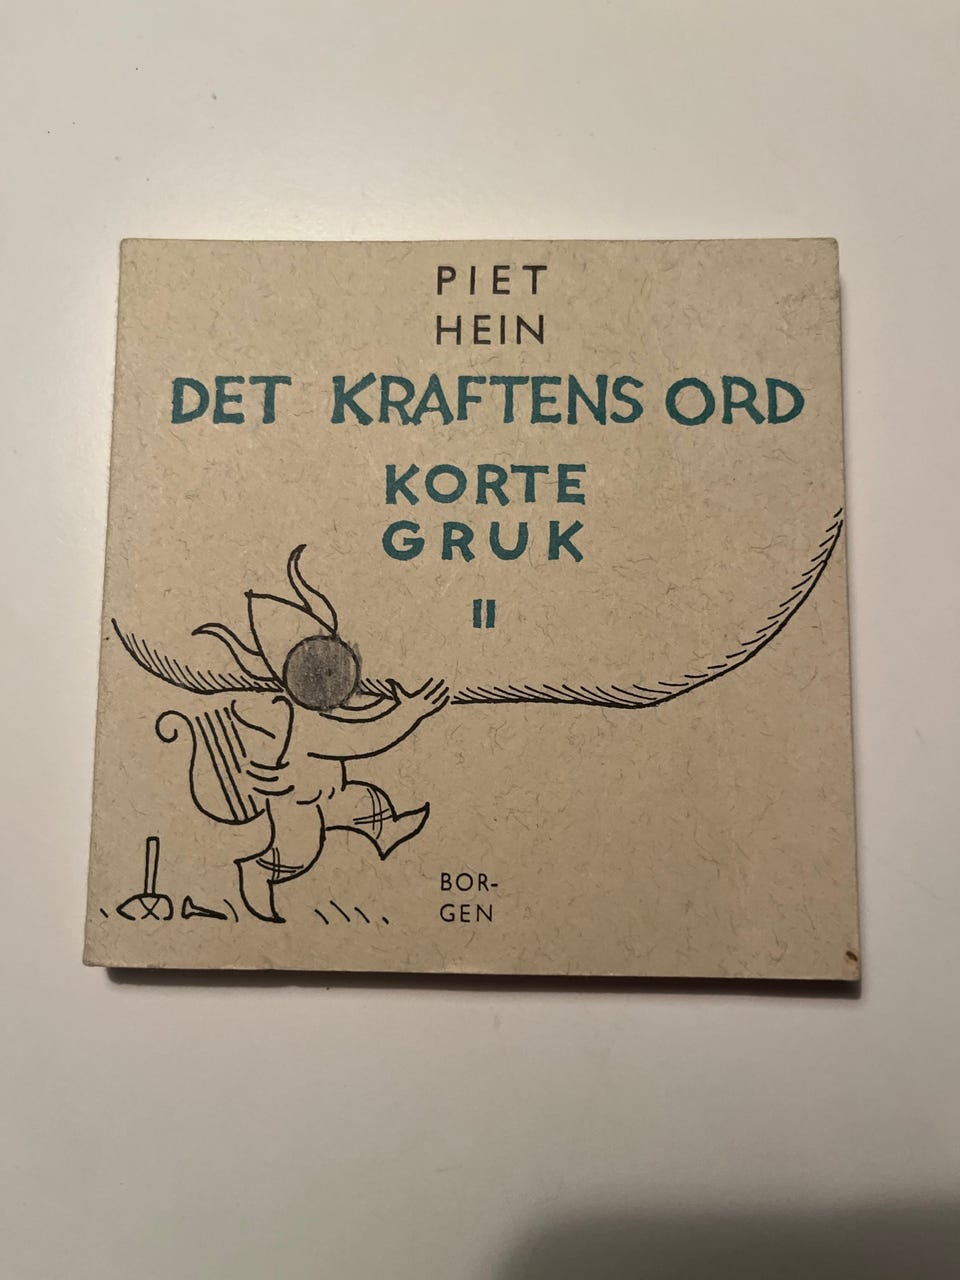 PIET
HEIN
DET KRAFTENS ORD
KORTE
GRUK
II
BOR-
GEN